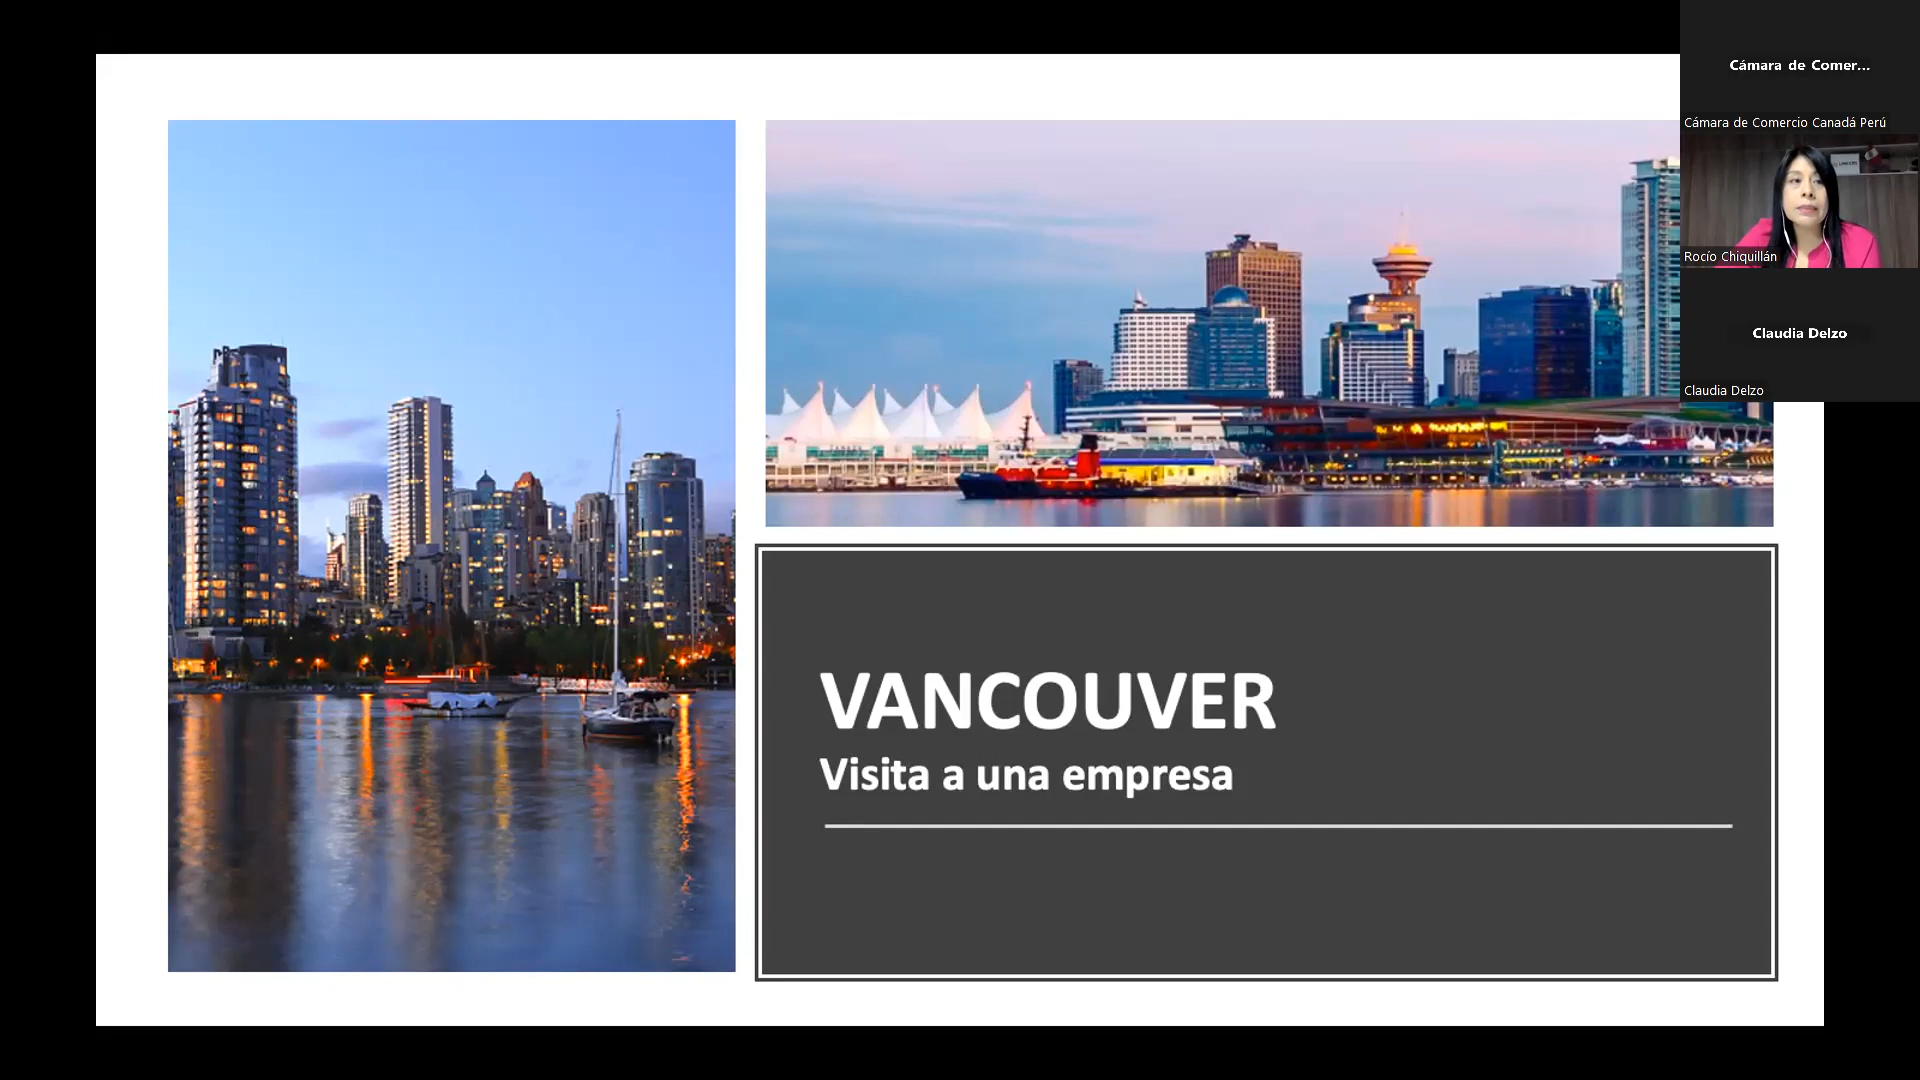 Cámara de Comer...
Cámara de Comercio Canadá Perú
Rocío Chiquillán
Claudia Delzo
Claudia Delzo
VANCOUVER
Visita a una empresa